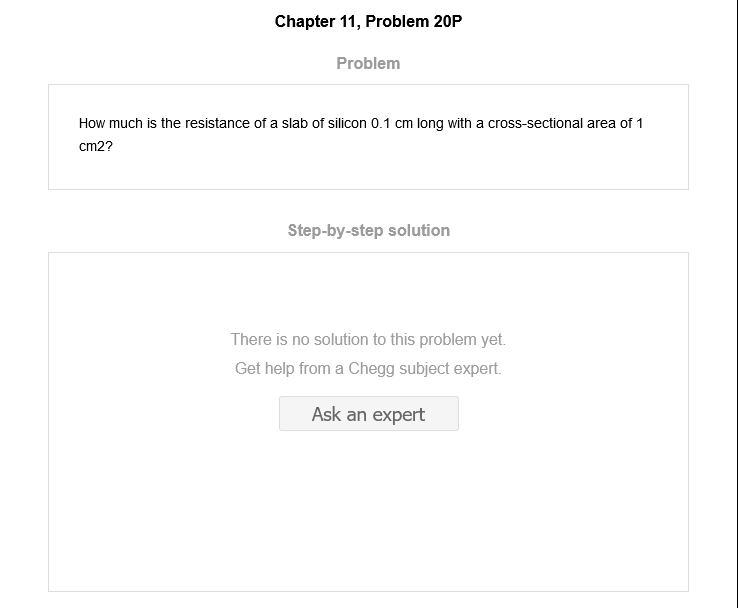 Chapter 11, Problem 20P
Problem
How much is the resistance of a slab of silicon 0.1 cm long with a cross-sectional area of 1
cm2?
Step-by-step solution
There is no solution to this problem yet.
Get help from a Chegg subject expert.
Ask an expert